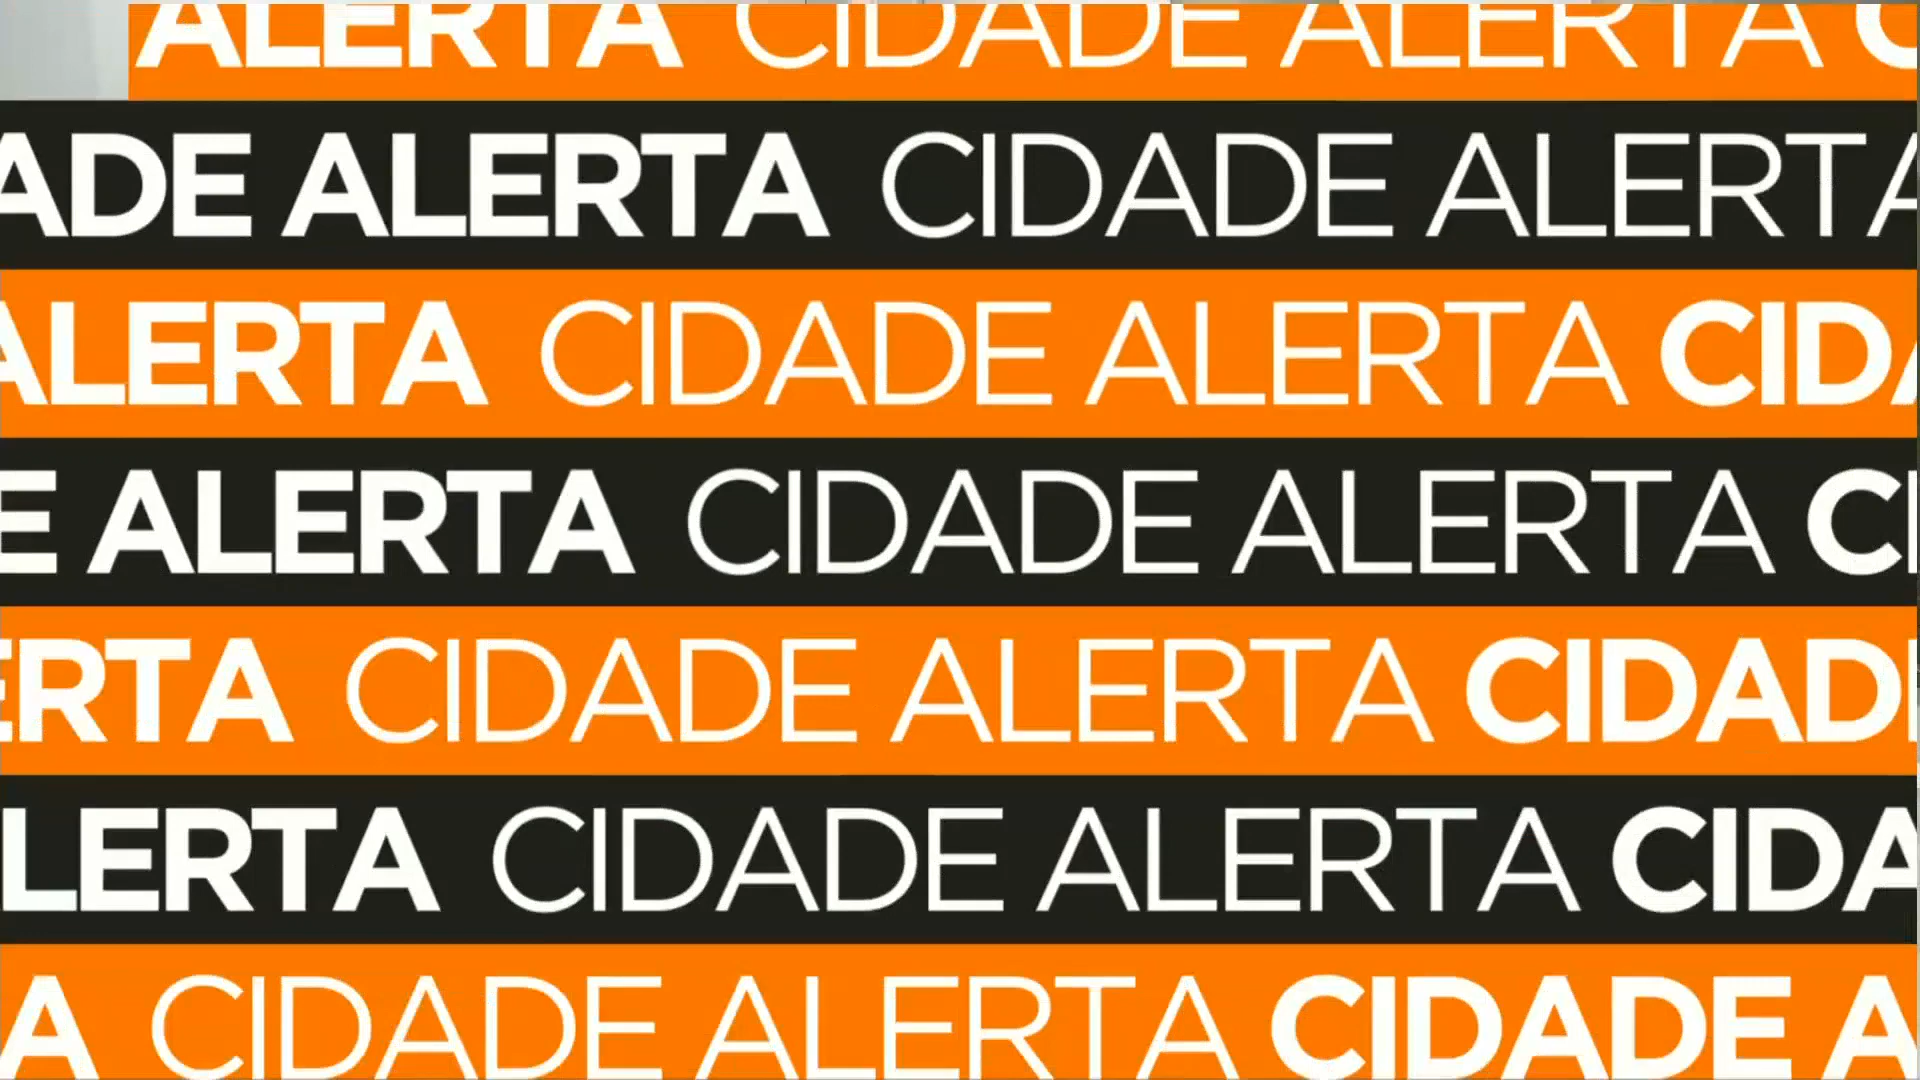 ALERTA CIDADE ALERTA C
ADE ALERTA CIDADE ALERTA
ALERTA CIDADE ALERTA CIDA
E ALERTA CIDADE ALERTA CI
ERTA CIDADE ALERTA CIDAD
LERTA CIDADE ALERTA CIDA
A CIDADE ALERTA CIDADE A